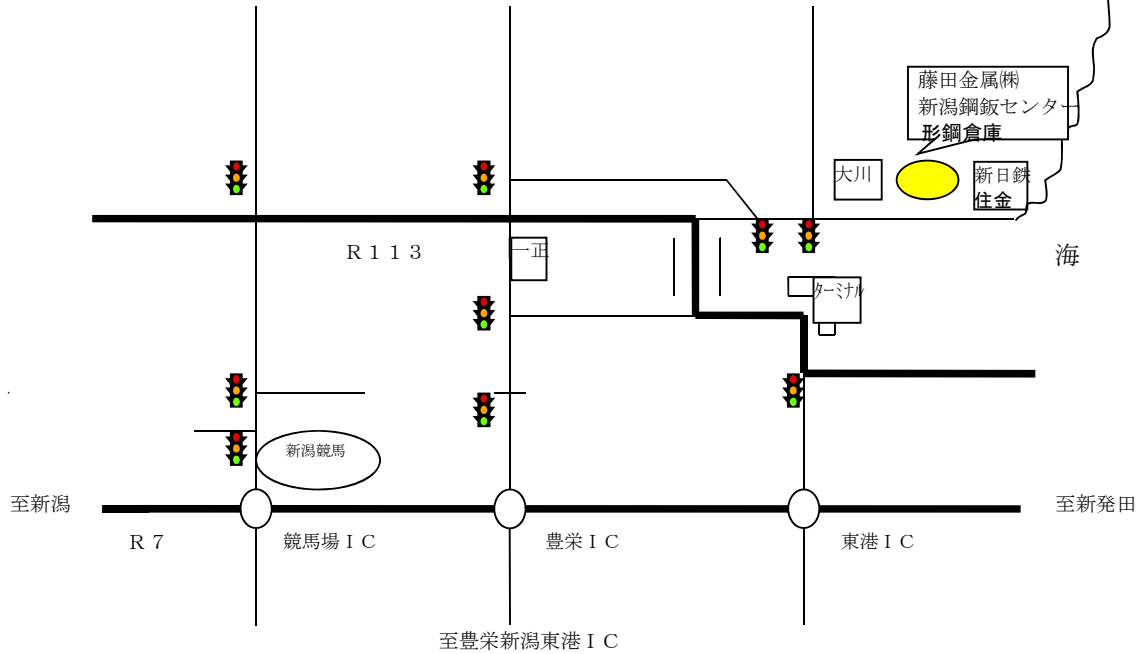 藤田金属㈱
新潟鋼鈑センター
形鋼倉庫
大川
新日鉄
住金
Ｒ１１３
一正
海
ターミナル
新潟競馬
至新潟
至新発田
Ｒ７
競馬場ＩＣ
豊栄ＩＣ
東港ＩＣ
至豊栄新潟東港ＩＣ